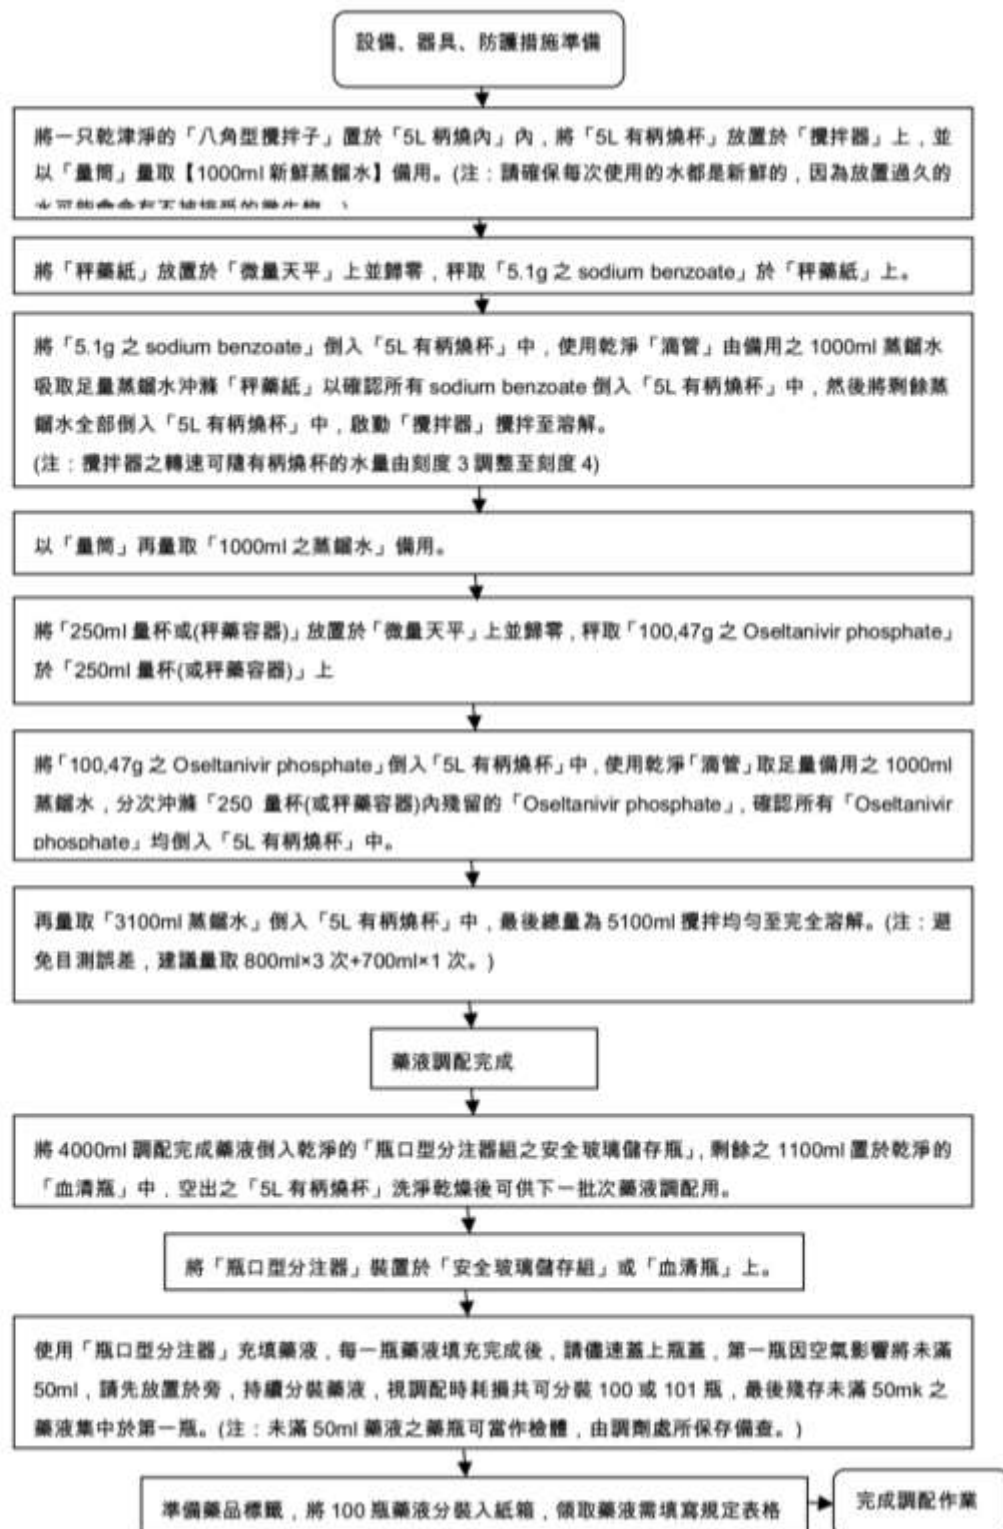 設備、器具、防護措施準備
將一只乾津淨的「八角型攪拌子」置於「5L 柄燒內」內，將「5L 有柄燒杯」放置於「攪拌器」上，並
以「量筒」量取【1000ml 新鮮蒸餾水】備用。(注：請確保每次使用的水都是新鮮的，因為放置過久的
水可能會含有不被接受的微生物。)
將「秤藥紙」放置於「微量天平」上並歸零，秤取「5.1g 之 sodium benzoate」於「秤藥紙」上。
將「5.1g 之 sodium benzoate」倒入「5L 有柄燒杯」中，使用乾淨「滴管」由備用之 1000ml 蒸餾水
吸取足量蒸餾水沖滌「秤藥紙」以確認所有 sodium benzoate 倒入「5L 有柄燒杯」中，然後將剩餘蒸
餾水全部倒入「5L 有柄燒杯」中，啟動「攪拌器」攪拌至溶解。
(注：攪拌器之轉速可隨有柄燒杯的水量由刻度 3 調整至刻度 4)
以「量筒」再量取「1000ml 之蒸餾水」備用。
將「250ml 量杯或(秤藥容器)」放置於「微量天平」上並歸零，秤取「100,47g 之 Oseltanivir phosphate」
於「250ml 量杯(或秤藥容器)」上
將「100,47g 之 Oseltanivir phosphate」倒入「5L 有柄燒杯」中，使用乾淨「滴管」取足量備用之 1000ml
蒸餾水，分次沖滌「250 量杯(或秤藥容器)內殘留的「Oseltanivir phosphate」，確認所有「Oseltanivir
phosphate」均倒入「5L 有柄燒杯」中。
再量取「3100ml 蒸餾水」倒入「5L 有柄燒杯」中，最後總量為 5100ml 攪拌均勻至完全溶解。(注：避
免目測誤差，建議量取 800ml×3 次+700ml×1 次。)
藥液調配完成
將 4000ml 調配完成藥液倒入乾淨的「瓶口型分注器組之安全玻璃儲存瓶」，剩餘之 1100ml 置於乾淨的
「血清瓶」中，空出之「5L 有柄燒杯」洗淨乾燥後可供下一批次藥液調配用。
將「瓶口型分注器」裝置於「安全玻璃儲存組」或「血清瓶」上。
使用「瓶口型分注器」充填藥液，每一瓶藥液填充完成後，請儘速蓋上瓶蓋，第一瓶因空氣影響將未滿
50ml，請先放置於旁，持續分裝藥液，視調配時耗損共可分裝 100 或 101 瓶，最後殘存未滿 50mk 之
藥液集中於第一瓶。(注：未滿 50ml 藥液之藥瓶可當作檢體，由調劑處所保存備查。)
準備藥品標籤，將 100 瓶藥液分裝入紙箱，領取藥液需填寫規定表格
完成調配作業